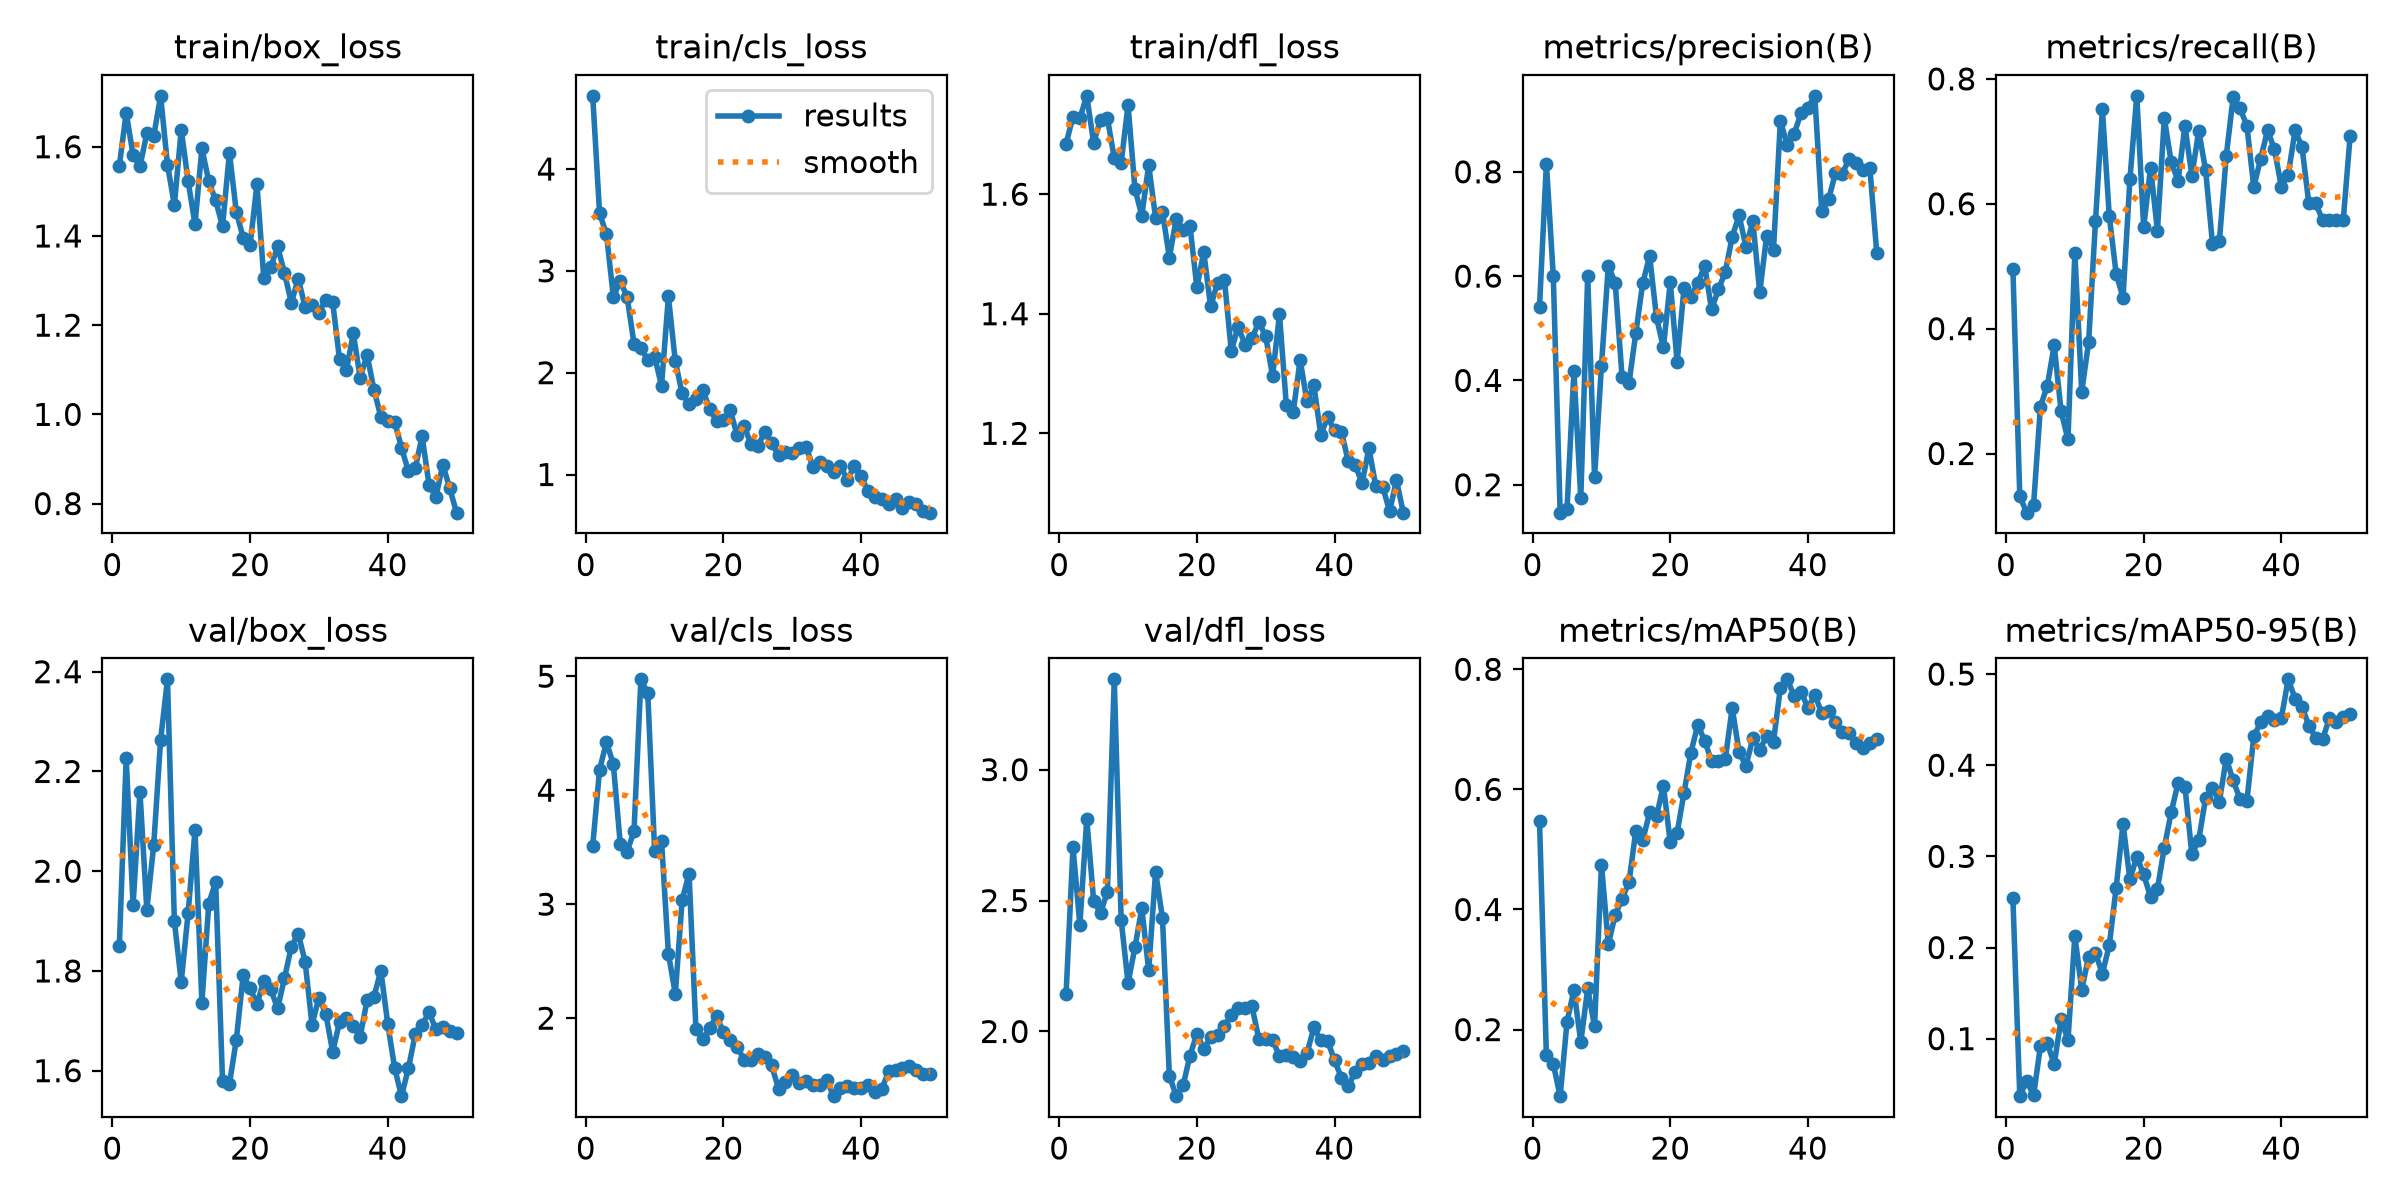 train/box_loss
1.6
1.4
1.2
1.0
0.8
0 20 40
train/cls_loss
results
smooth
4
3
2
1
0 20 40
train/dfl_loss
1.6
1.4
1.2
0 20 40
metrics/precision(B)
0.8
0.6
0.4
0.2
0 20 40
metrics/recall(B)
0.8
0.6
0.4
0.2
0 20 40
val/box_loss
2.4
2.2
2.0
1.8
1.6
0 20 40
val/cls_loss
5
4
3
2
0 20 40
val/dfl_loss
3.0
2.5
2.0
0 20 40
metrics/mAP50(B)
0.8
0.6
0.4
0.2
0 20 40
metrics/mAP50-95(B)
0.5
0.4
0.3
0.2
0.1
0 20 40